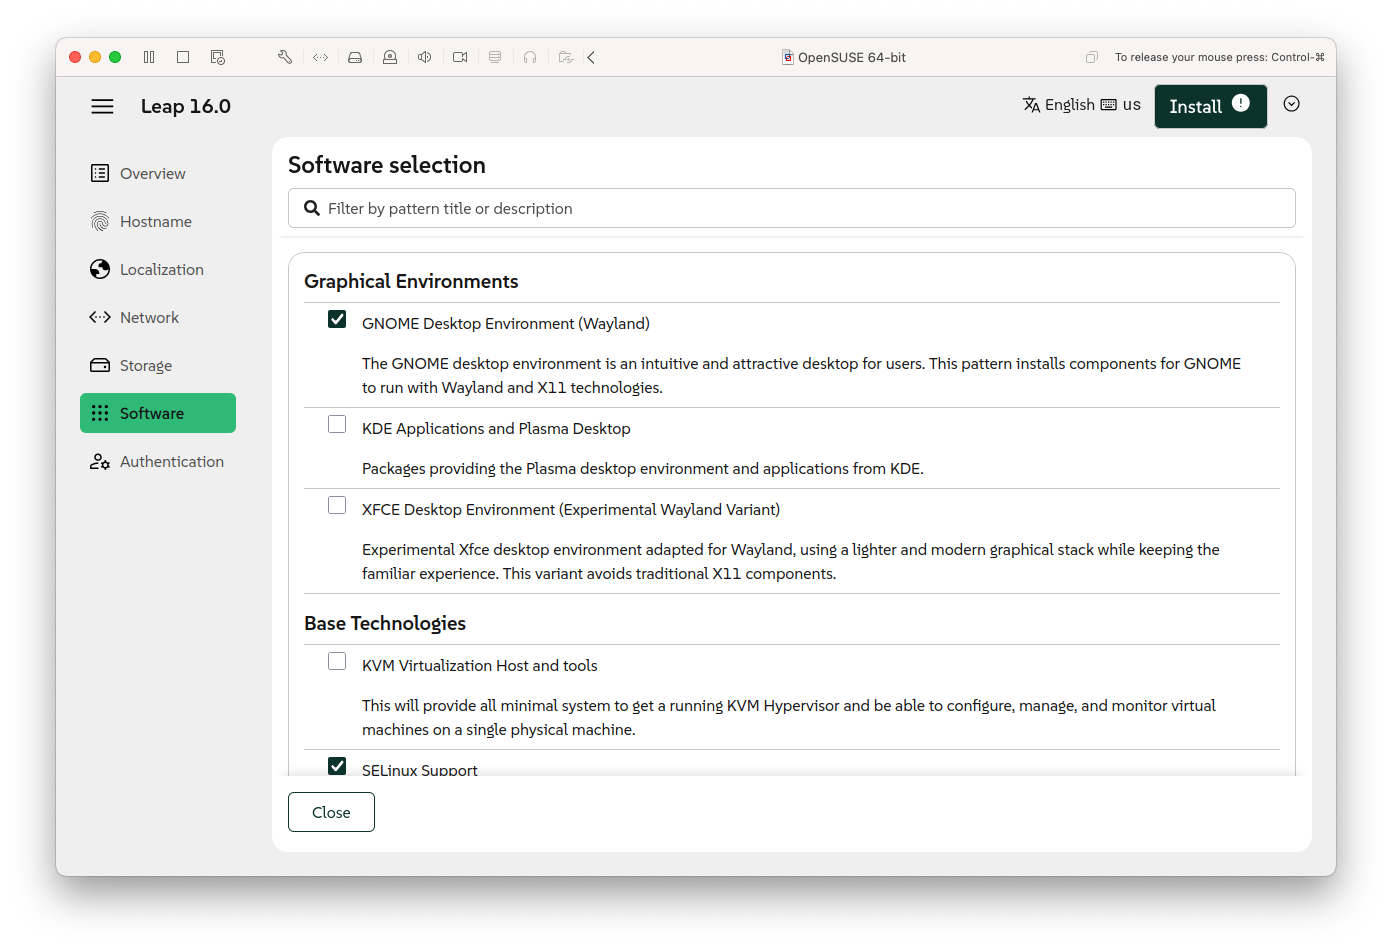 OpenSUSE 64-bit
To release your mouse press: Control-⌘
Leap 16.0
English us
Install
Overview
Hostname
Localization
Network
Storage
Software
Authentication
Software selection
Filter by pattern title or description
Graphical Environments
GNOME Desktop Environment (Wayland)
The GNOME desktop environment is an intuitive and attractive desktop for users. This pattern installs components for GNOME
to run with Wayland and X11 technologies.
KDE Applications and Plasma Desktop
Packages providing the Plasma desktop environment and applications from KDE.
XFCE Desktop Environment (Experimental Wayland Variant)
Experimental Xfce desktop environment adapted for Wayland, using a lighter and modern graphical stack while keeping the
familiar experience. This variant avoids traditional X11 components.
Base Technologies
KVM Virtualization Host and tools
This will provide all minimal system to get a running KVM Hypervisor and be able to configure, manage, and monitor virtual
machines on a single physical machine.
SELinux Support
Close